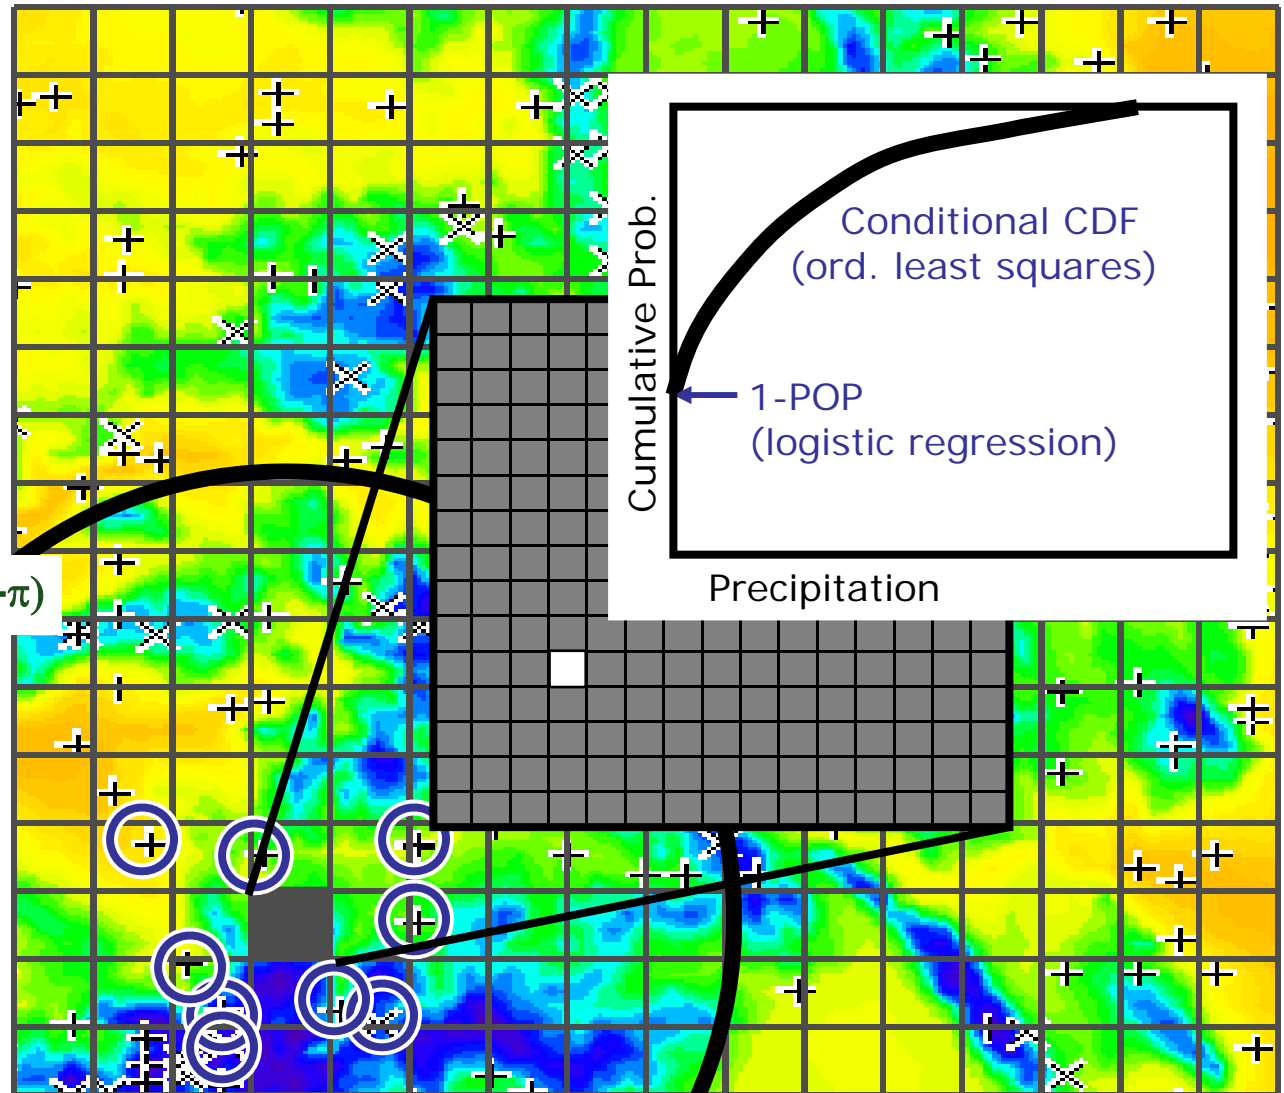 Cumulative Prob.
Conditional CDF
(ord. least squares)
1-POP
(logistic regression)
Precipitation
-π)